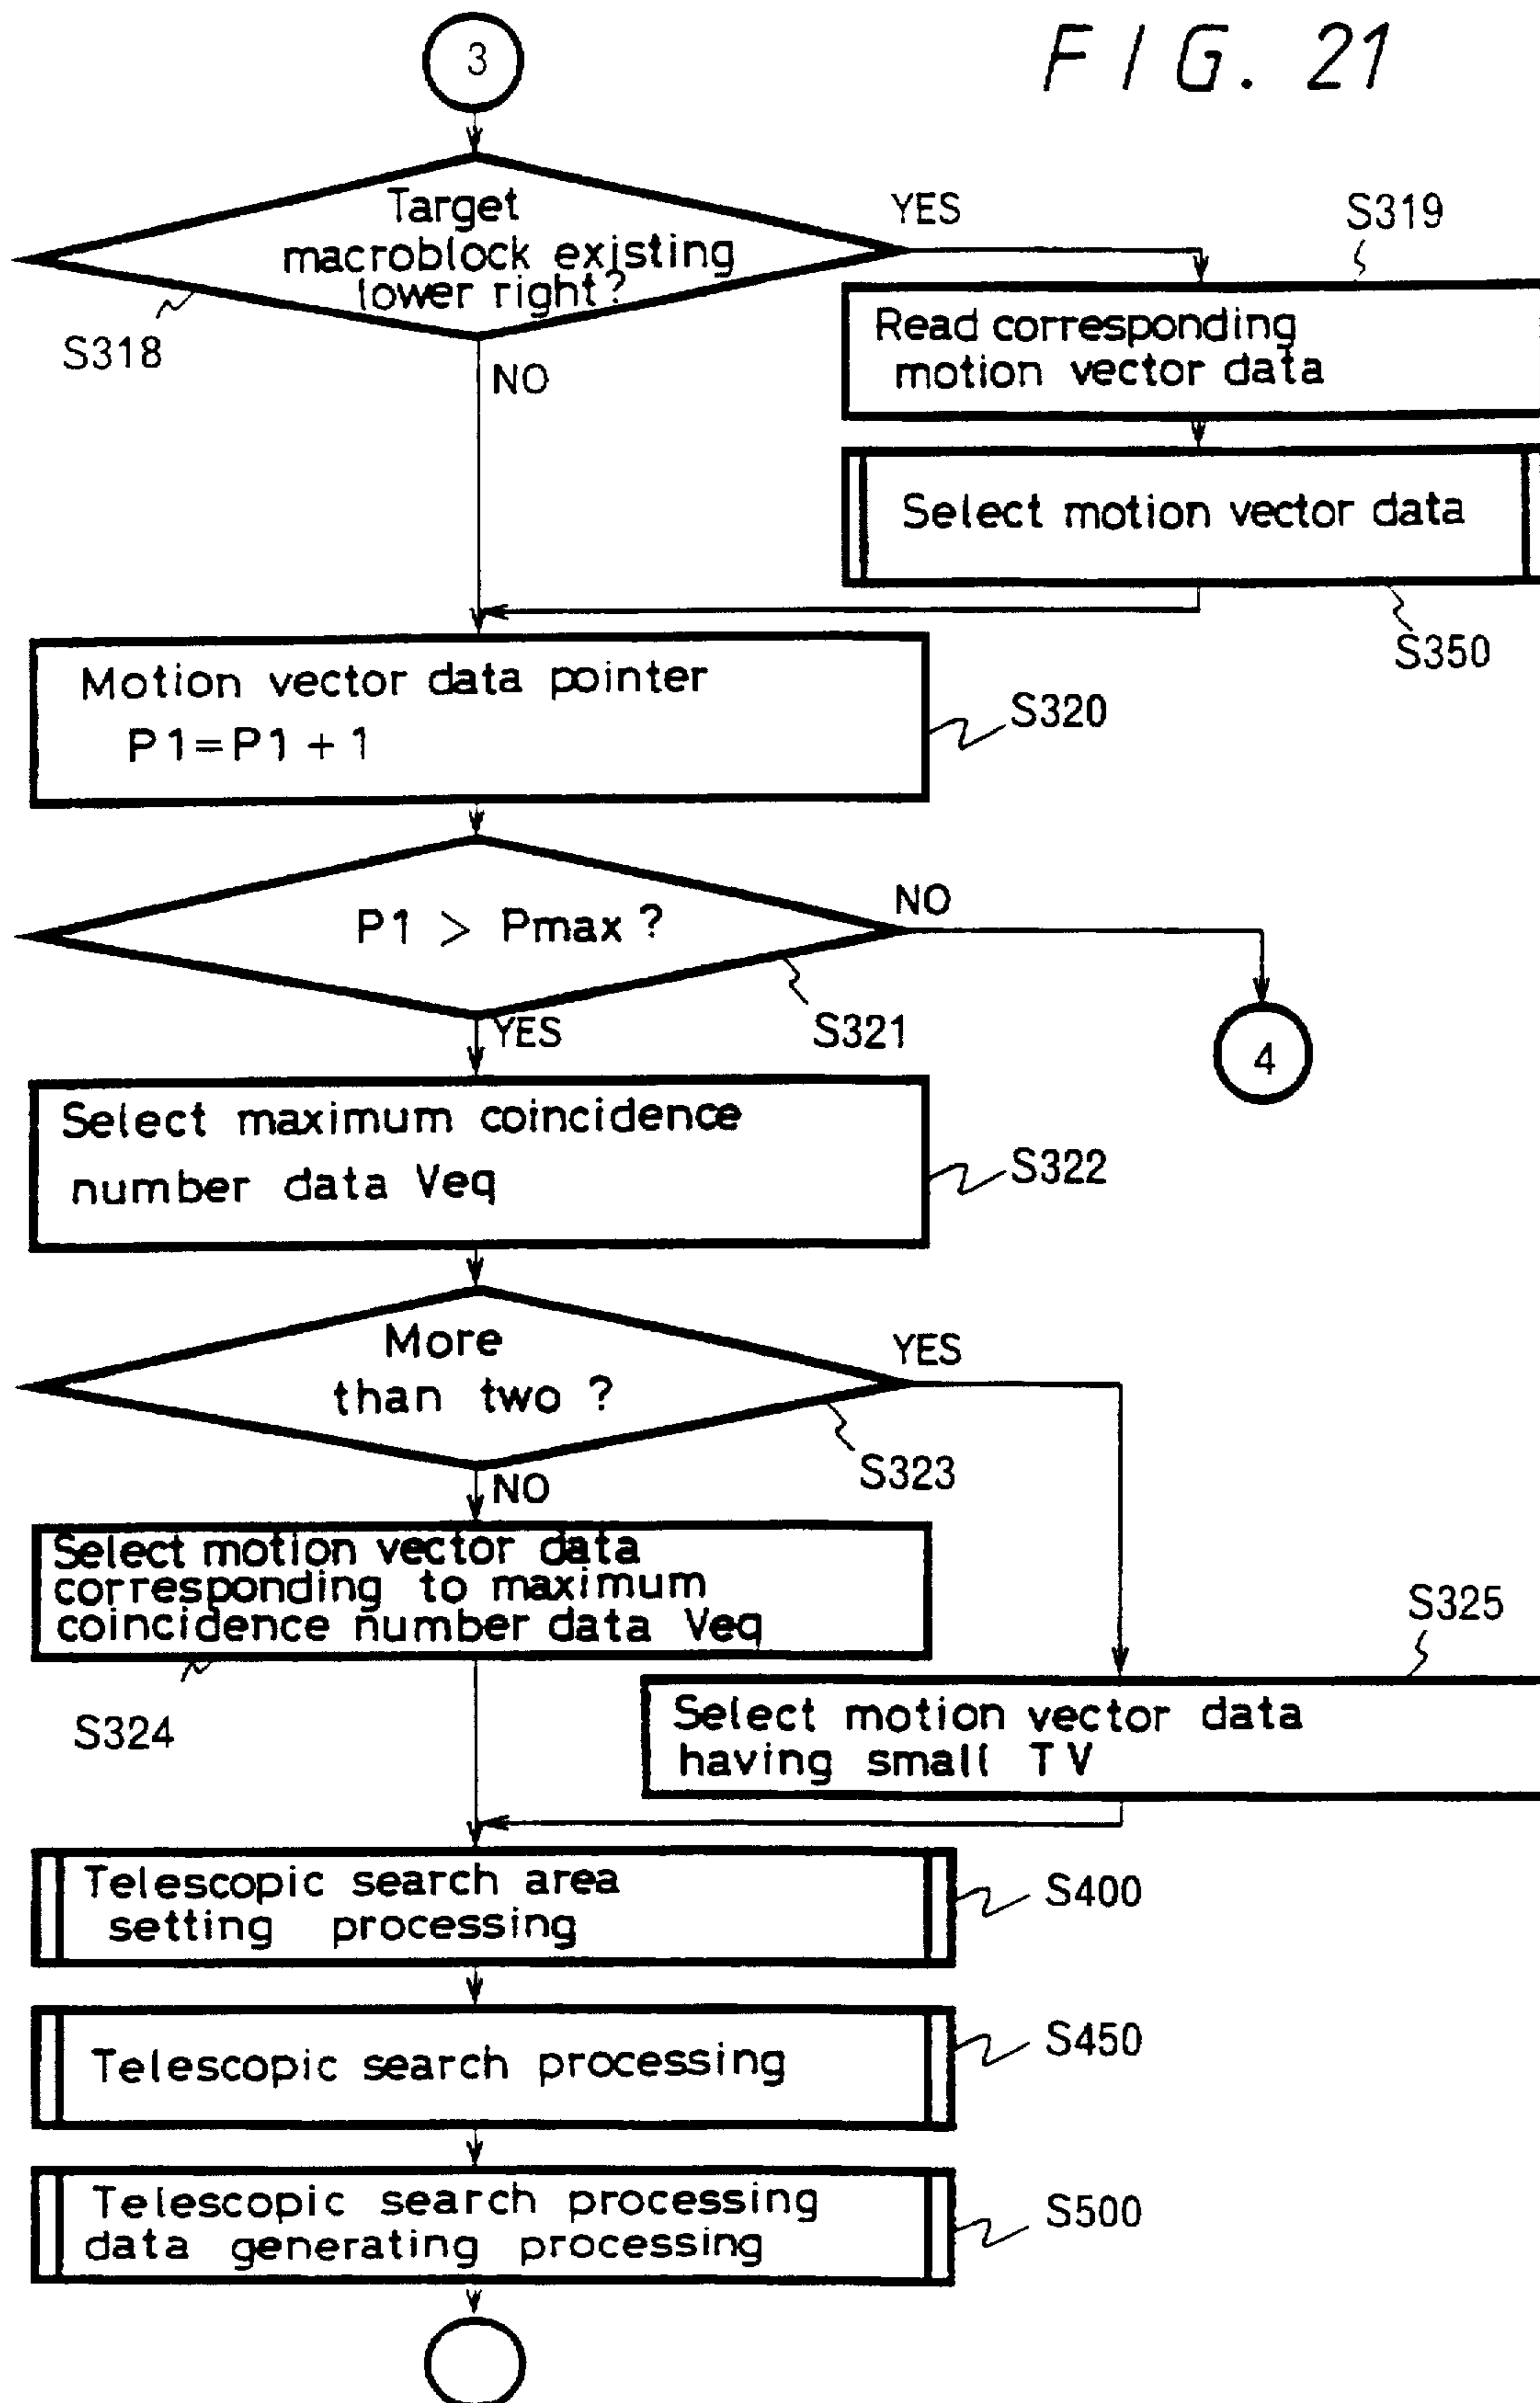 FIG. 21
3
Target
macroblock existing
lower right?
YES
S319
S318
NO
Read corresponding
motion vector data
Select motion vector data
S350
Motion vector data pointer
P1=P1+1
S320
P1 > Pmax ?
NO
S321
YES
4
Select maximum coincidence
number data Veq
S322
More
than two ?
YES
S323
NO
Select motion vector data
corresponding to maximum
coincidence number data Veq
S324
S325
Select motion vector data
having small TV
Telescopic search area
setting processing
S400
Telescopic search processing
S450
Telescopic search processing
data generating processing
S500